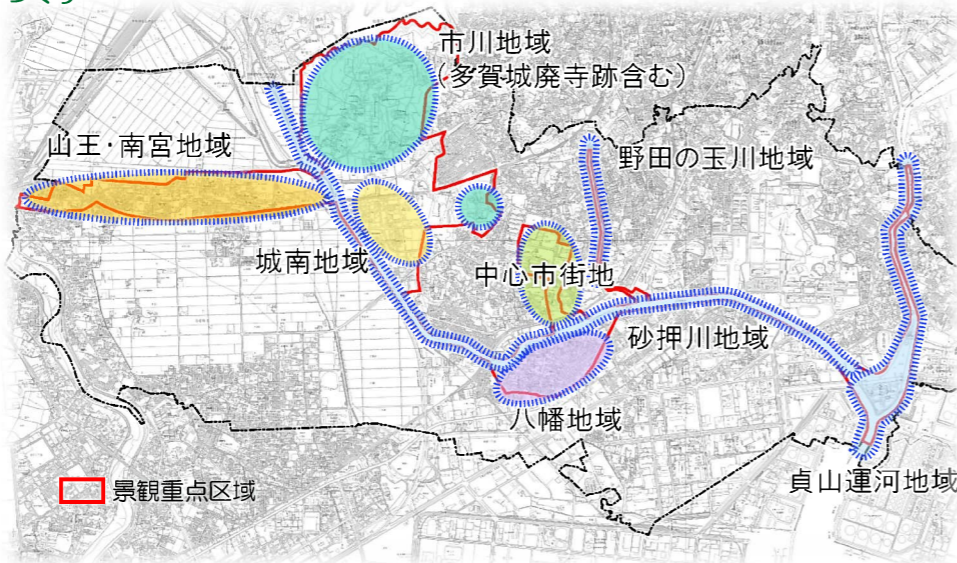 市川地域
（多賀城廃寺跡含む）
山王・南宮地域
野田の玉川地域
城南地域
中心市街地
砂押川地域
八幡地域
貞山運河地域
景観重点区域